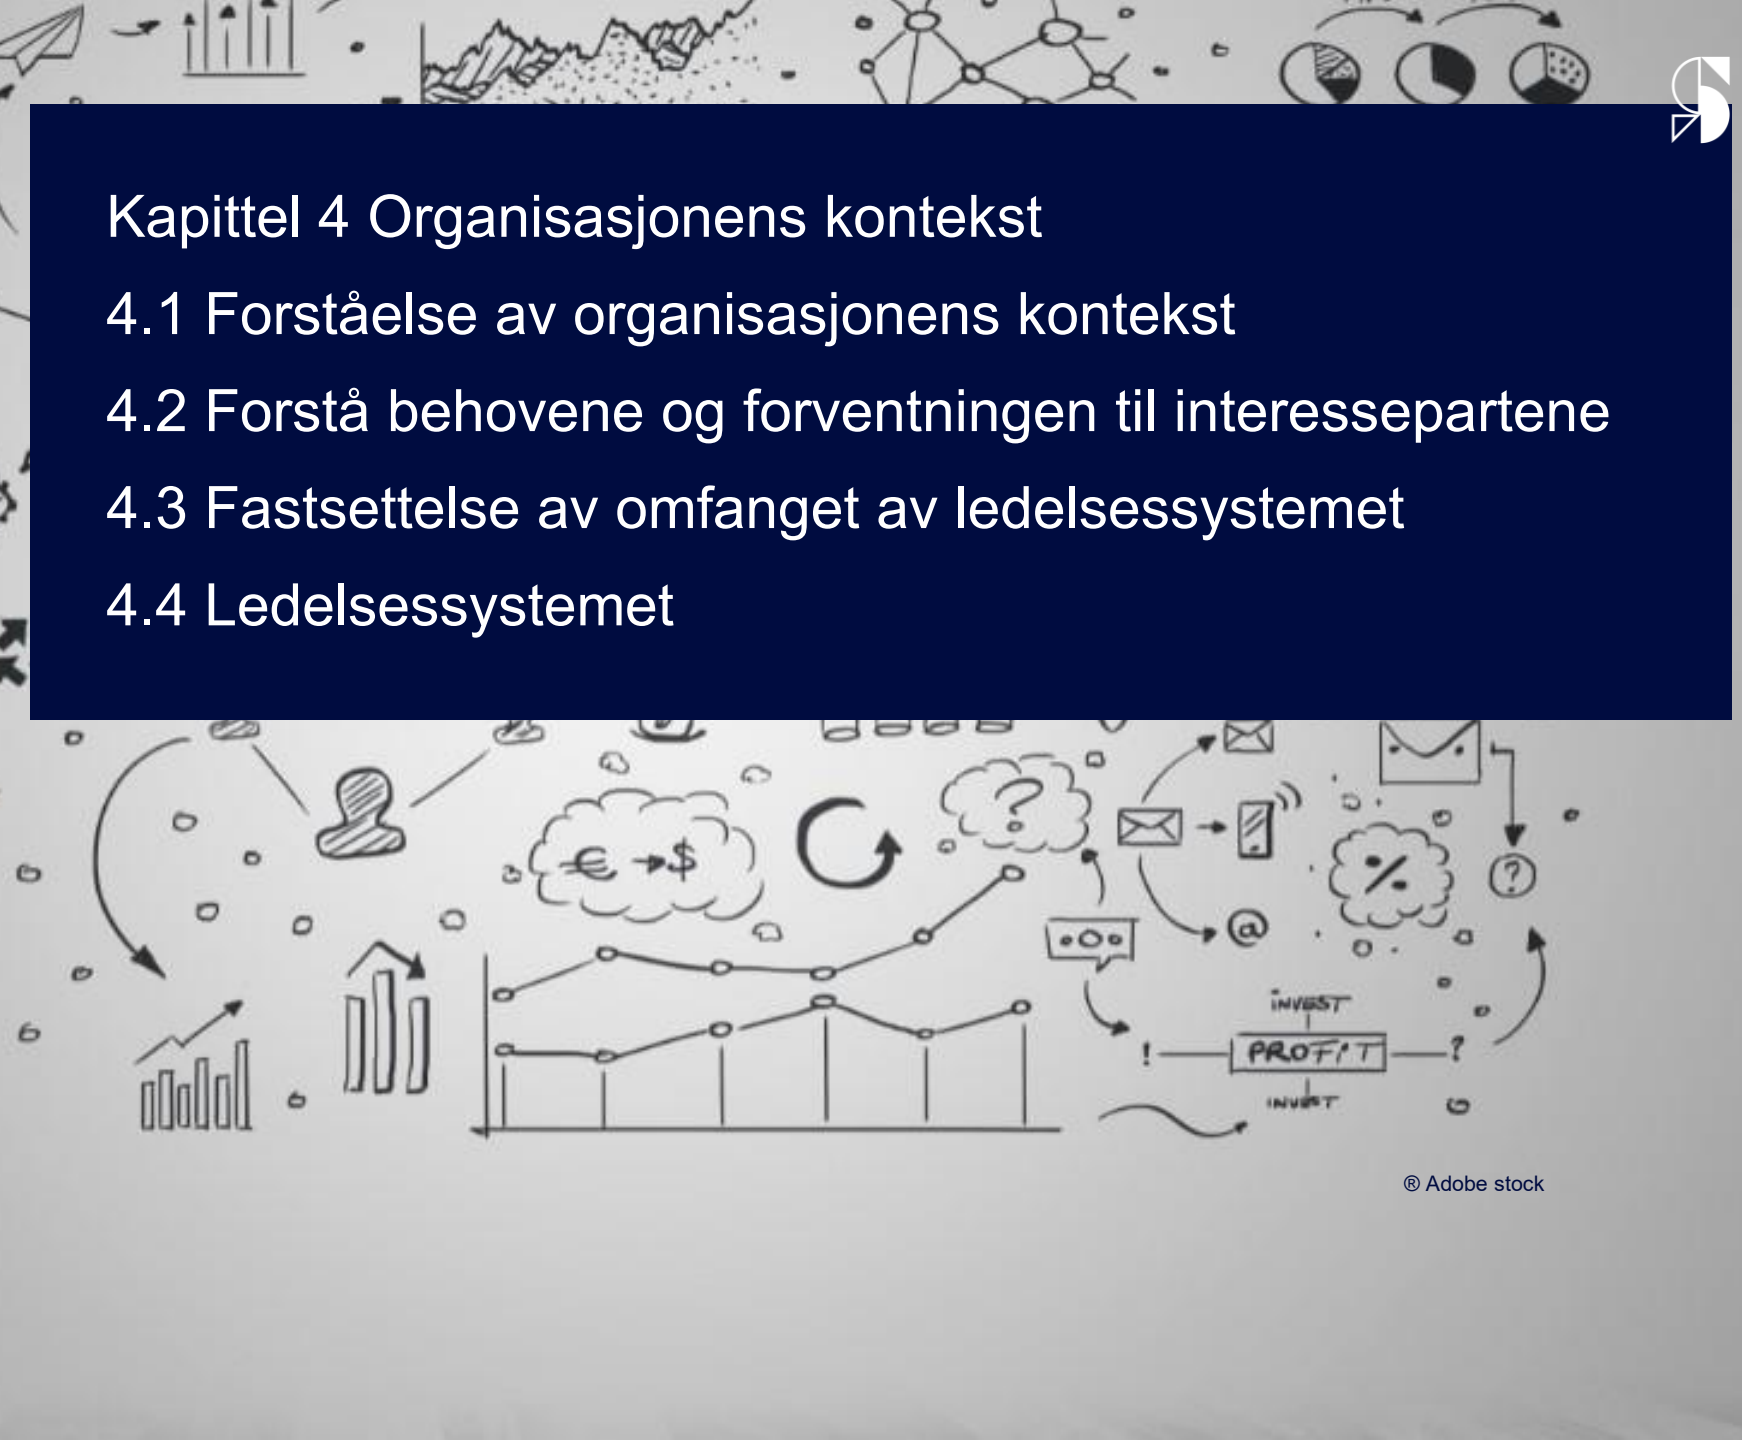 Kapittel 4 Organisasjonens kontekst
4.1 Forståelse av organisasjonens kontekst
4.2 Forstå behovene og forventningen til interessepartene
4.3 Fastsettelse av omfanget av ledelsessystemet
4.4 Ledelsessystemet
€ $
?
%
?
@
INVEST
! PROFIT ?
INVEST
® Adobe stock